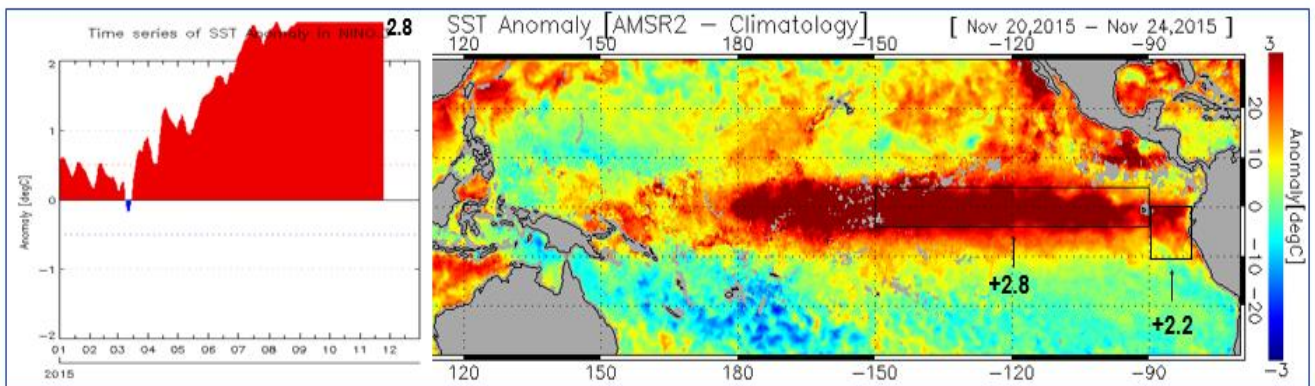 Time series of SST Anomaly in NINO.3
2.8
2
1
0
−1
−2
Anomaly [degC]
01 02 03 04 05 06 07 08 09 10 11 12
2015
SST Anomaly [AMSR2 − Climatology] [ Nov 20,2015 − Nov 24,2015 ]
120 150 180 −150 −120 −90
20
10
0
−10
−20
+2.8
+2.2
120 150 180 −150 −120 −90
3
Anomaly[degC]
−3